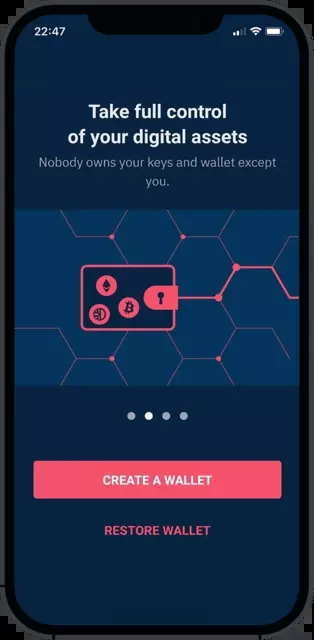 22:47
Take full control
of your digital assets
Nobody owns your keys and wallet except
you.
CREATE A WALLET
RESTORE WALLET